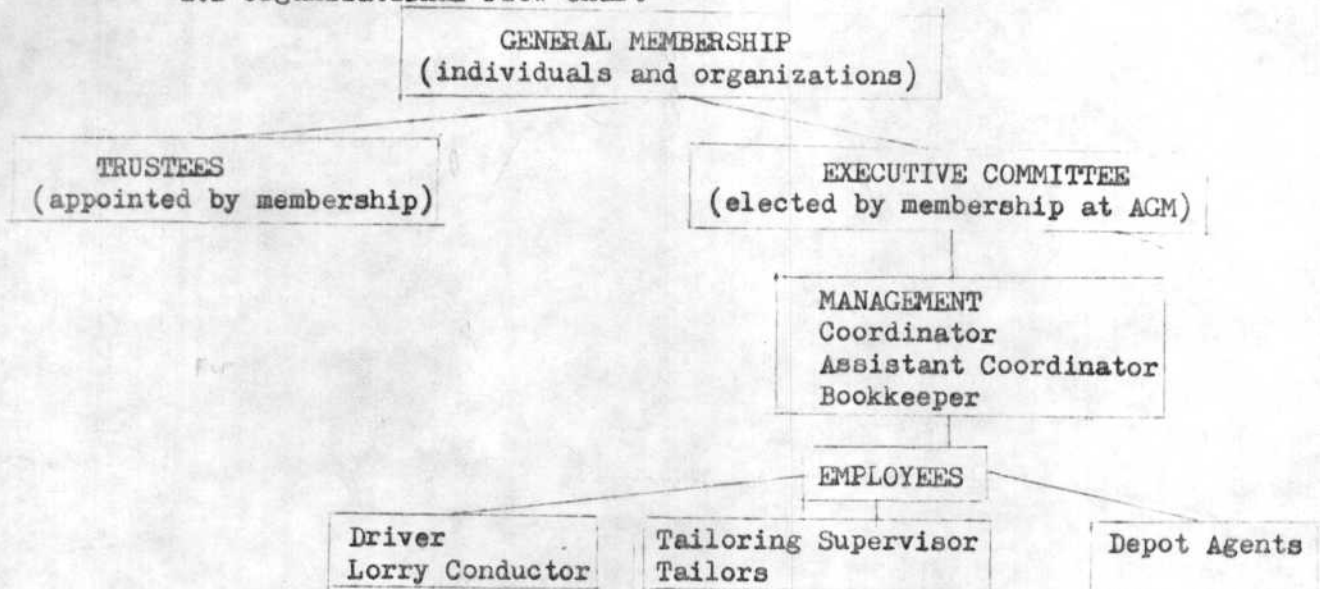 GENERAL MEMBERSHIP
(individuals and organizations)
TRUSTEES
(appointed by membership)
EXECUTIVE COMMITTEE
(elected by membership at AGM)
MANAGEMENT
Coordinator
Assistant Coordinator
Bookkeeper
EMPLOYEES
Driver
Lorry Conductor
Tailoring Supervisor
Tailors
Depot Agents